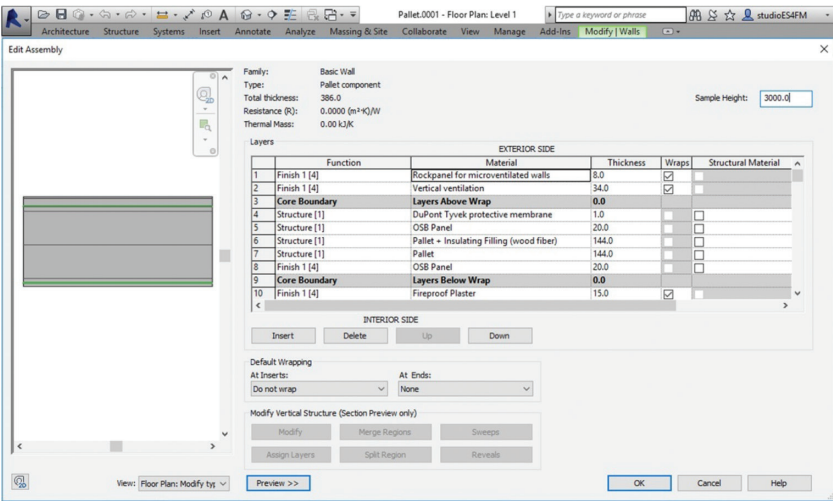 Pallet.0001 - Floor Plan: Level 1
Type a keyword or phrase
studioES4FM
Architecture Structure Systems Insert Annotate Analyze Massing & Site Collaborate View Manage Add-Ins Modify | Walls
Edit Assembly
Family: Basic Wall
Type: Pallet component
Total thickness: 386.0
Sample Height: 3000.0
Resistance (R): 0.0000 (m²·K)/W
Thermal Mass: 0.00 kJ/K
Layers
EXTERIOR SIDE
Function Material Thickness Wraps Structural Material
1 Finish 1 [4] Rockpanel for microventilated walls 8.0
2 Finish 1 [4] Vertical ventilation 34.0
3 Core Boundary Layers Above Wrap 0.0
4 Structure [1] DuPont Tyvek protective membrane 1.0
5 Structure [1] OSB Panel 20.0
6 Structure [1] Pallet + Insulating Filling (wood fiber) 144.0
7 Structure [1] Pallet 144.0
8 Finish 1 [4] OSB Panel 20.0
9 Core Boundary Layers Below Wrap 0.0
10 Finish 1 [4] Fireproof Plaster 15.0
INTERIOR SIDE
Insert Delete Up Down
Default Wrapping
At Inserts: At Ends:
Do not wrap None
Modify Vertical Structure (Section Preview only)
Modify Merge Regions Sweeps
Assign Layers Split Region Reveals
View: Floor Plan: Modify typ Preview >> OK Cancel Help